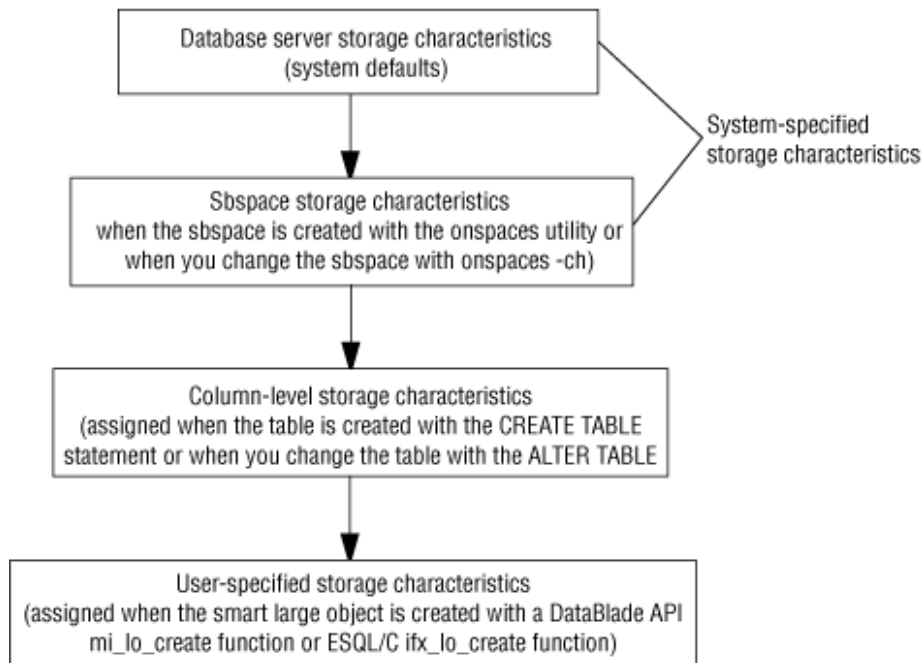 Database server storage characteristics
(system defaults)
System-specified
storage characteristics
Sbspace storage characteristics
when the sbspace is created with the onspaces utility or
when you change the sbspace with onspaces -ch)
Column-level storage characteristics
(assigned when the table is created with the CREATE TABLE
statement or when you change the table with the ALTER TABLE
User-specified storage characteristics
(assigned when the smart large object is created with a DataBlade API
mi_lo_create function or ESQL/C ifx_lo_create function)